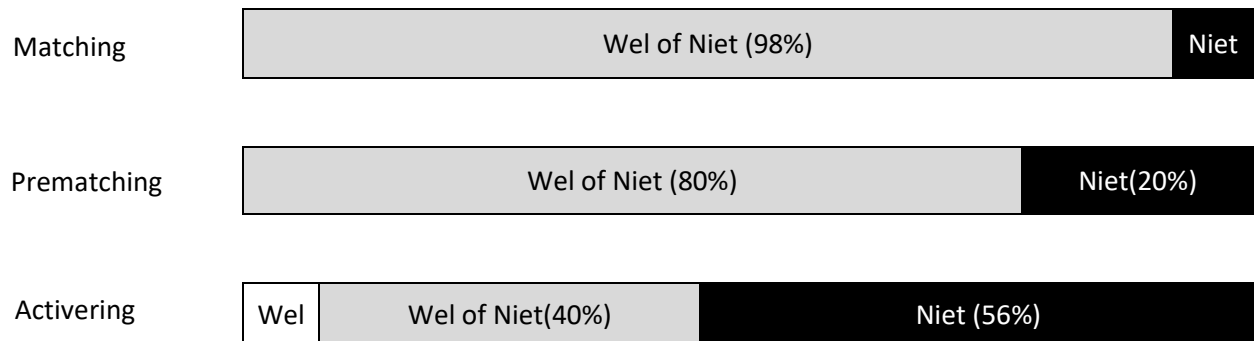 Matching Wel of Niet (98%) Niet
Prematching Wel of Niet (80%) Niet(20%)
Activering Wel Wel of Niet(40%) Niet (56%)